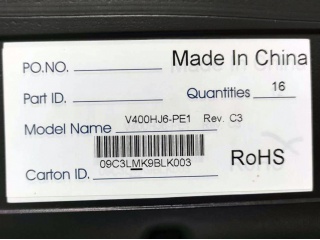 Made In China
PO.NO.
Part ID. Quantities 16
Model Name V400HJ6-PE1 Rev. C3
09C3LMK9BLK003
Carton ID. RoHS